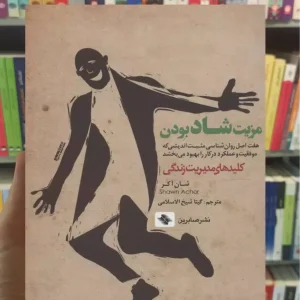 مزیت شاد بودن
هفت اصل روان‌شناسی مثبت‌اندیشی که
موفقیت و عملکرد در کار را بهبود می‌بخشند
کلیدهای مدیریت زندگی
شان آکر
Shawn Achor
مترجم: گیتا شیخ الاسلامی
نشر صابرین